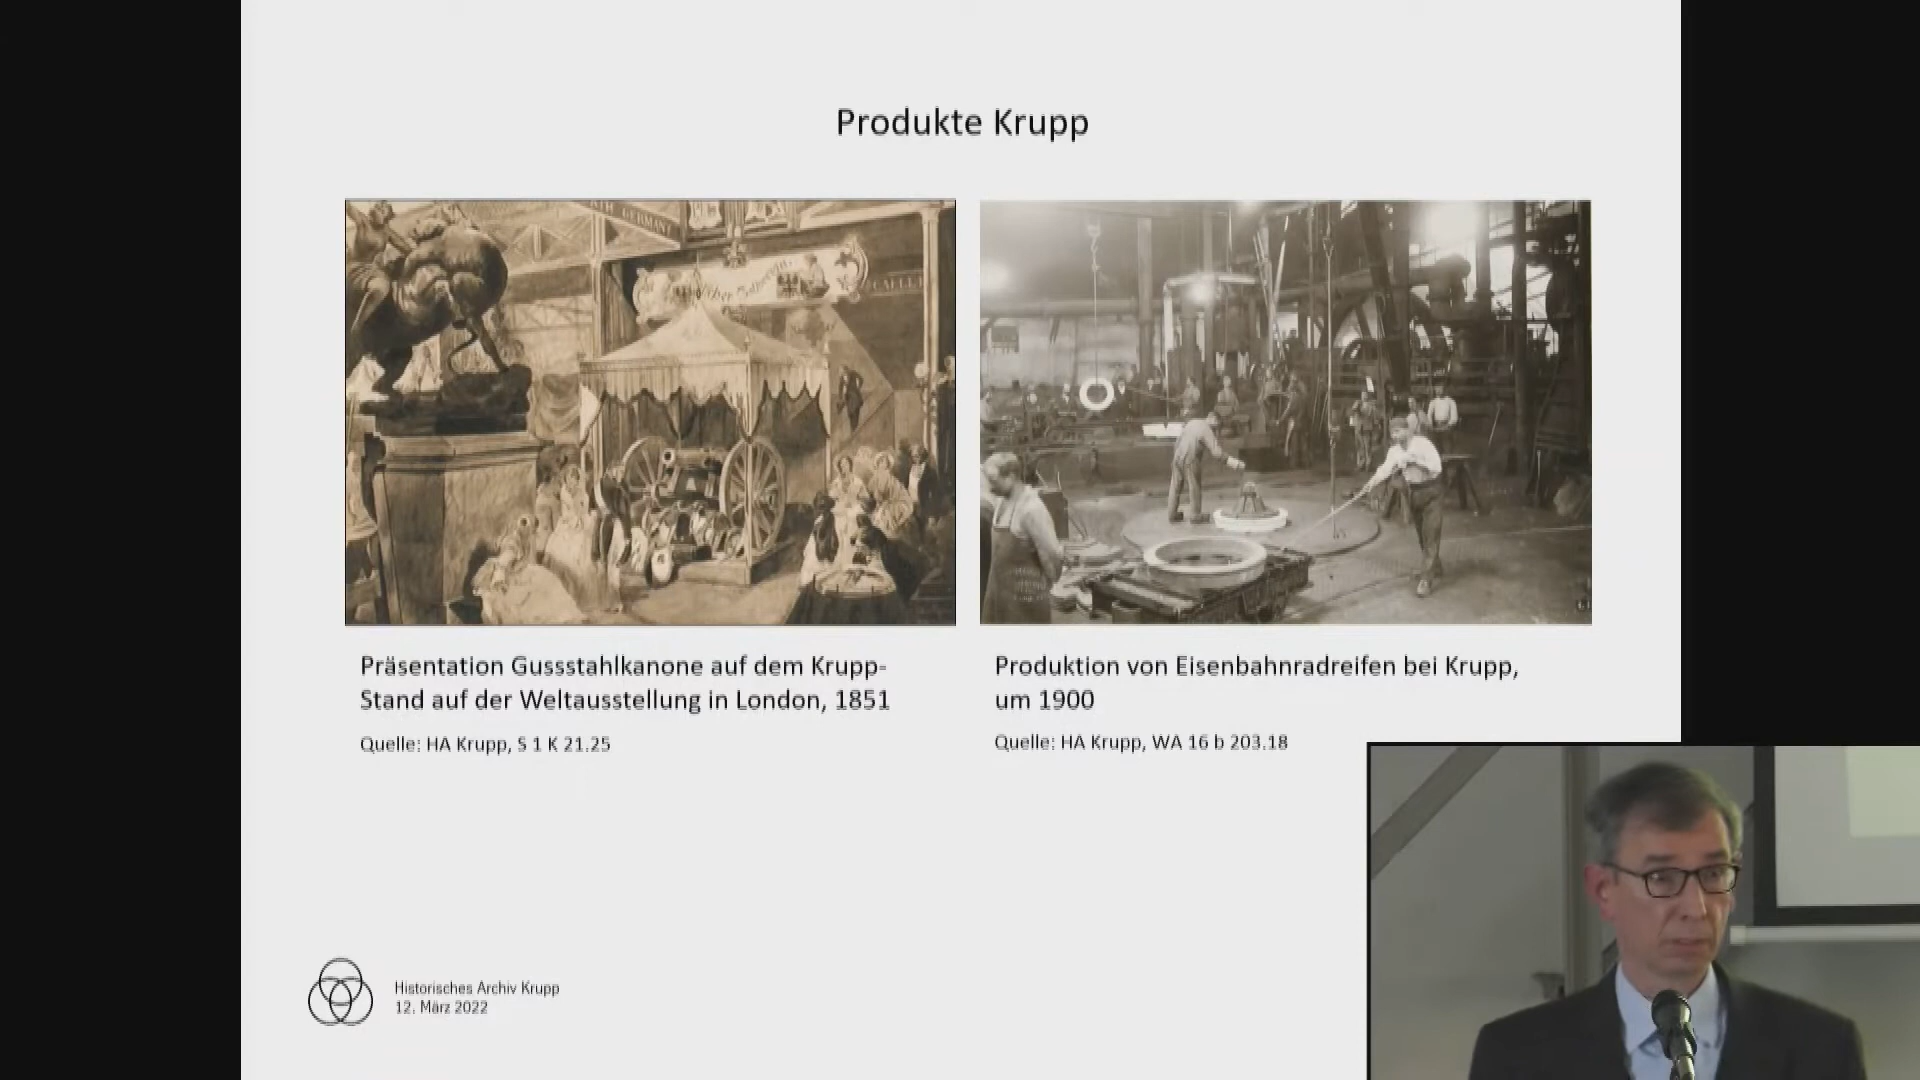 Produkte Krupp
TH GERMANY
Präsentation Gussstahlkanone auf dem Krupp-
Stand auf der Weltausstellung in London, 1851
Quelle: HA Krupp, S 1 K 21.25
Produktion von Eisenbahnradreifen bei Krupp,
um 1900
Quelle: HA Krupp, WA 16 b 203.18
Historisches Archiv Krupp
12. März 2022